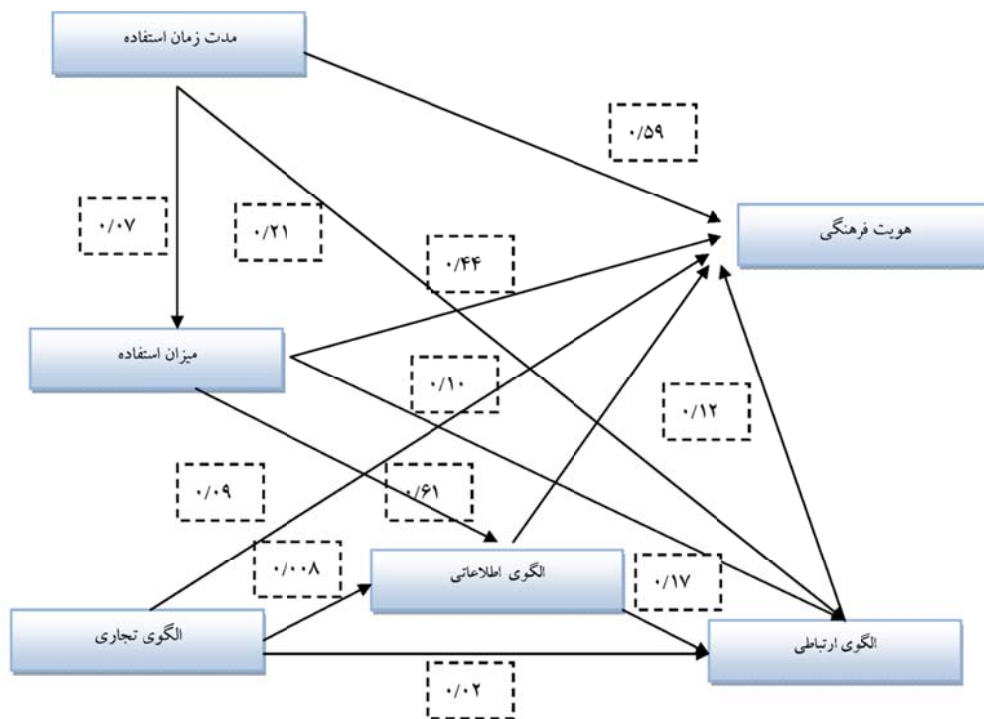 مدت زمان استفاده
۰/۵۹
هویت فرهنگی
۰/۰۷
۰/۲۱
۰/۴۴
میزان استفاده
۰/۱۰
۰/۱۲
۰/۰۹
۰/۶۱
۰/۰۰۸
الگوی اطلاعاتی
۰/۱۷
الگوی تجاری
الگوی ارتباطی
۰/۰۲